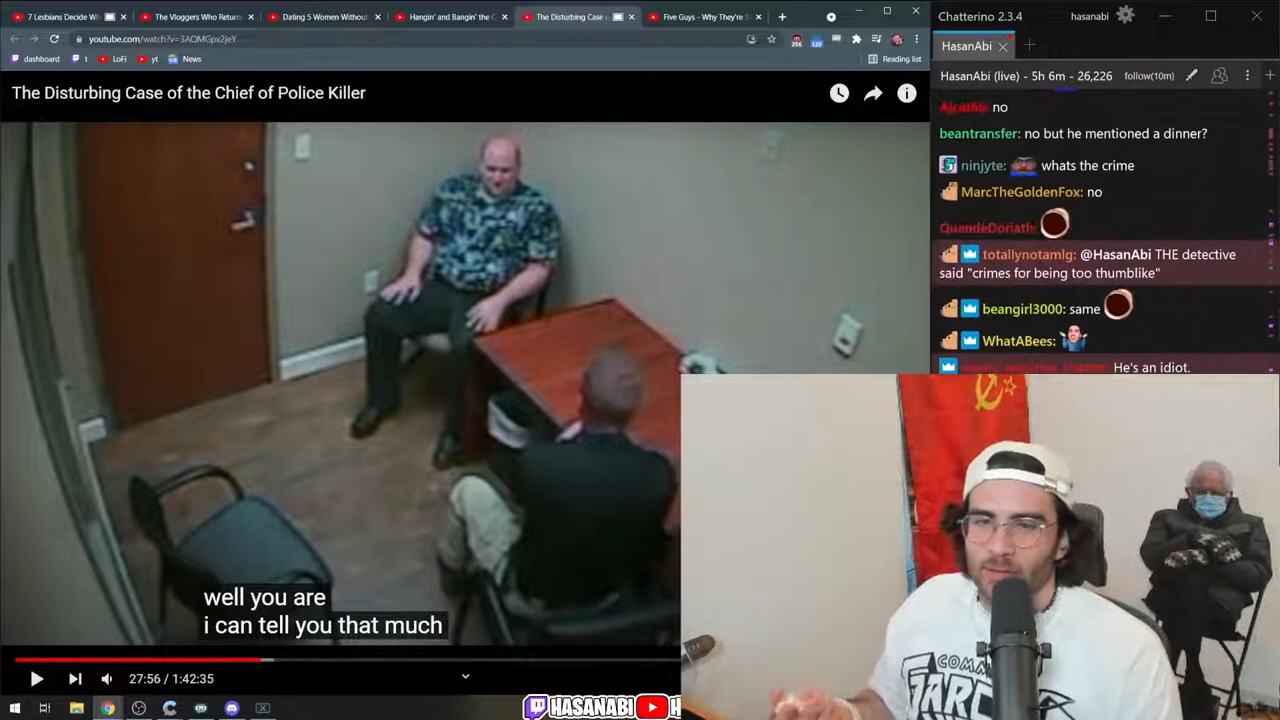 7 Lesbians Decide Wh
The Vloggers Who Return
Dating 5 Women Without
Hangin' and Bangin' the C
The Disturbing Case o
Five Guys - Why They're S
youtube.com/watch?v=3AQMGpx2jeY
256
120
dashboard
t
LoFi
yt
News
Reading list
The Disturbing Case of the Chief of Police Killer
well you are
i can tell you that much
27:56 / 1:42:35
HASANABI
H
Chatterino 2.3.4
hasanabi
HasanAbi
HasanAbi (live) - 5h 6m - 26,226
follow(10m)
Ajcat65: no
beantransfer: no but he mentioned a dinner?
ninjyte: whats the crime
MarcTheGoldenFox: no
QuandeDoriath:
totallynotamlg: @HasanAbi THE detective
said "crimes for being too thumblike"
beangirl3000: same
WhatABees:
He's an idiot.
COMM